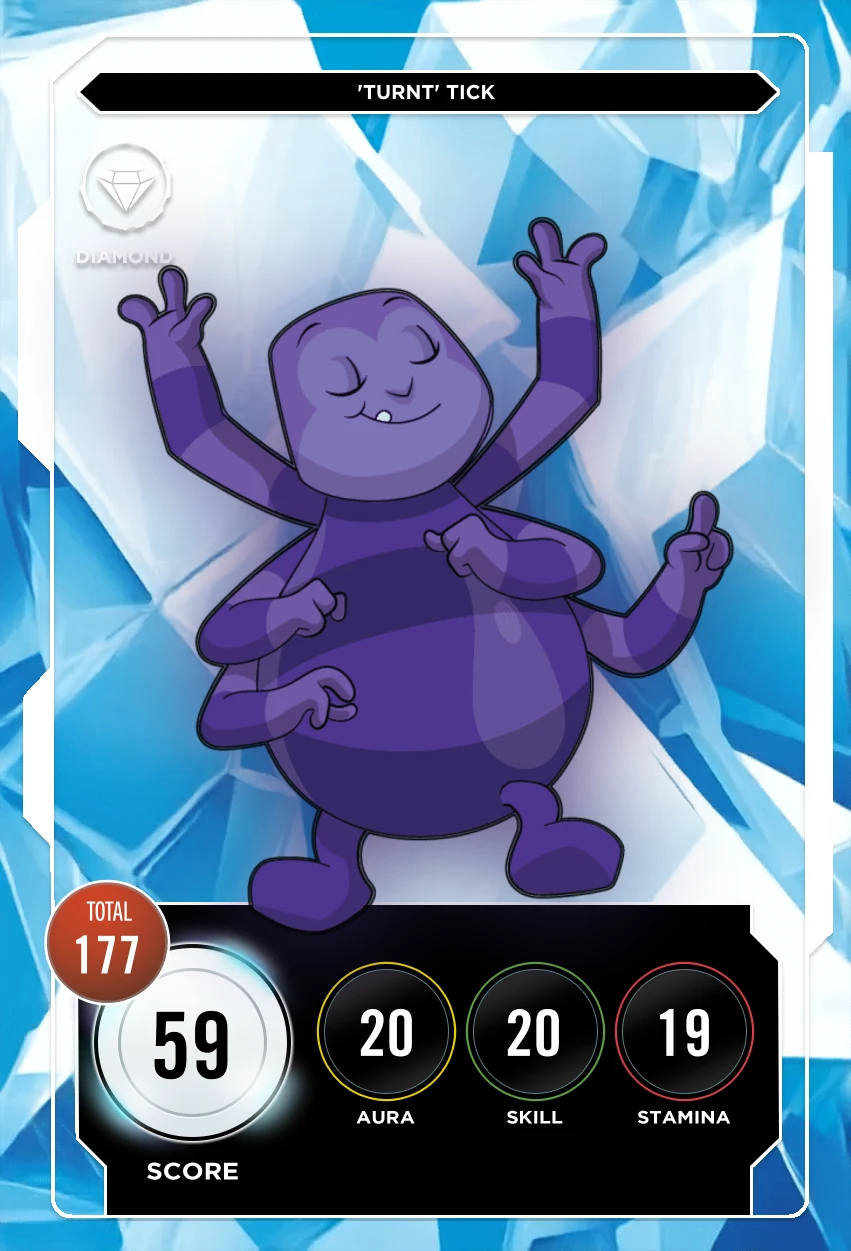 'TURNT' TICK
DIAMOND
TOTAL
177
59
SCORE
20
AURA
20
SKILL
19
STAMINA